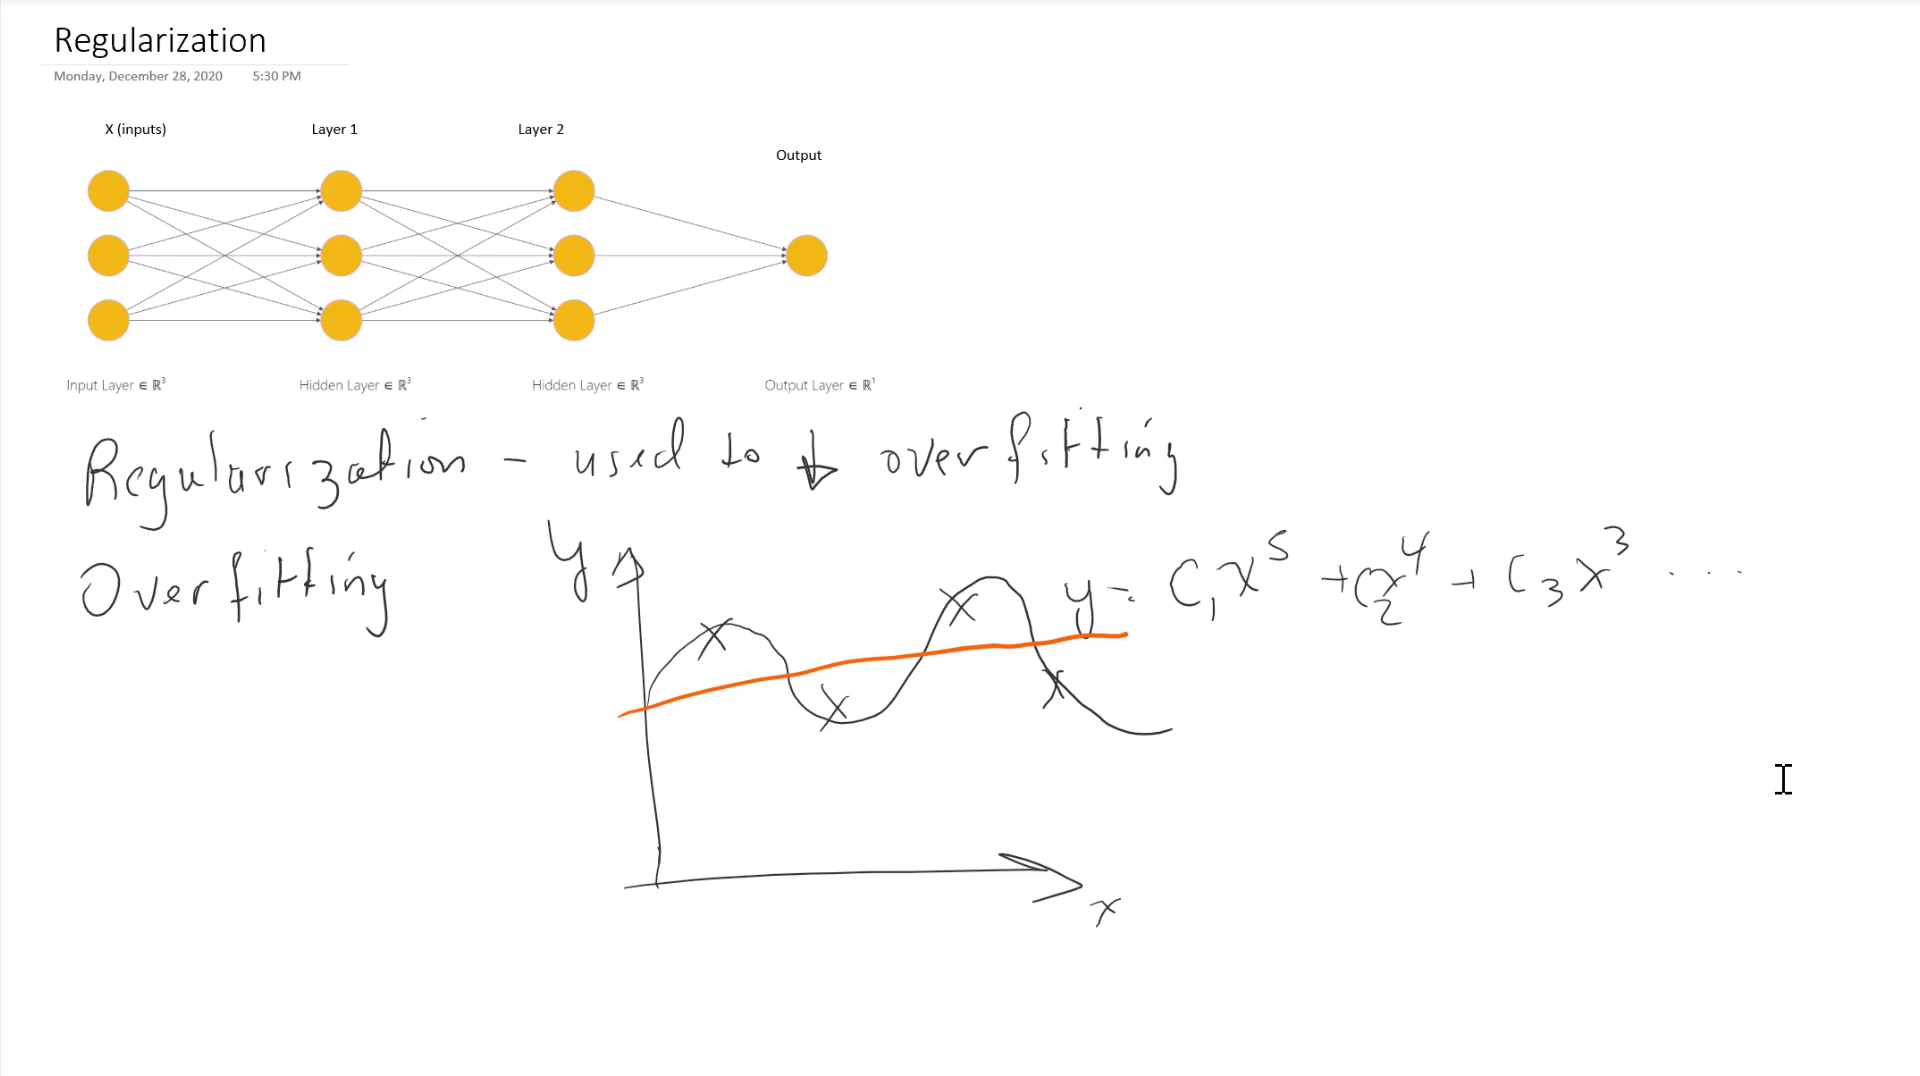 Regularization
Monday, December 28, 2020 5:30 PM
X (inputs) Layer 1 Layer 2
Output
Input Layer ∈ ℝ³ Hidden Layer ∈ ℝ³ Hidden Layer ∈ ℝ³ Output Layer ∈ ℝ¹
Regularization - used to ↓ overfitting
Overfitting
y
y = C₁x⁵ + C₂x⁴ + C₃x³ ....
x